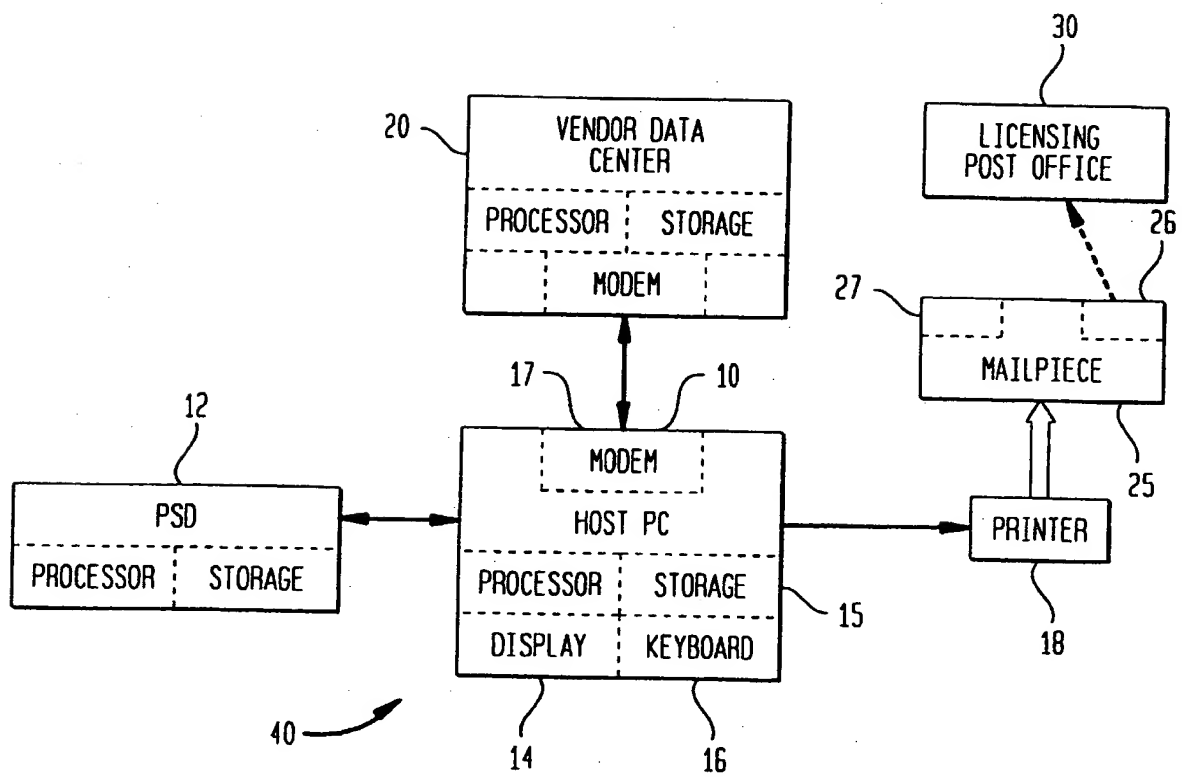 30
20
VENDOR DATA
CENTER
LICENSING
POST OFFICE
PROCESSOR STORAGE
26
MODEM
27
MAILPIECE
17 10
12
MODEM
25
PSD
HOST PC
PRINTER
PROCESSOR STORAGE
PROCESSOR STORAGE
15
18
DISPLAY KEYBOARD
40
14 16